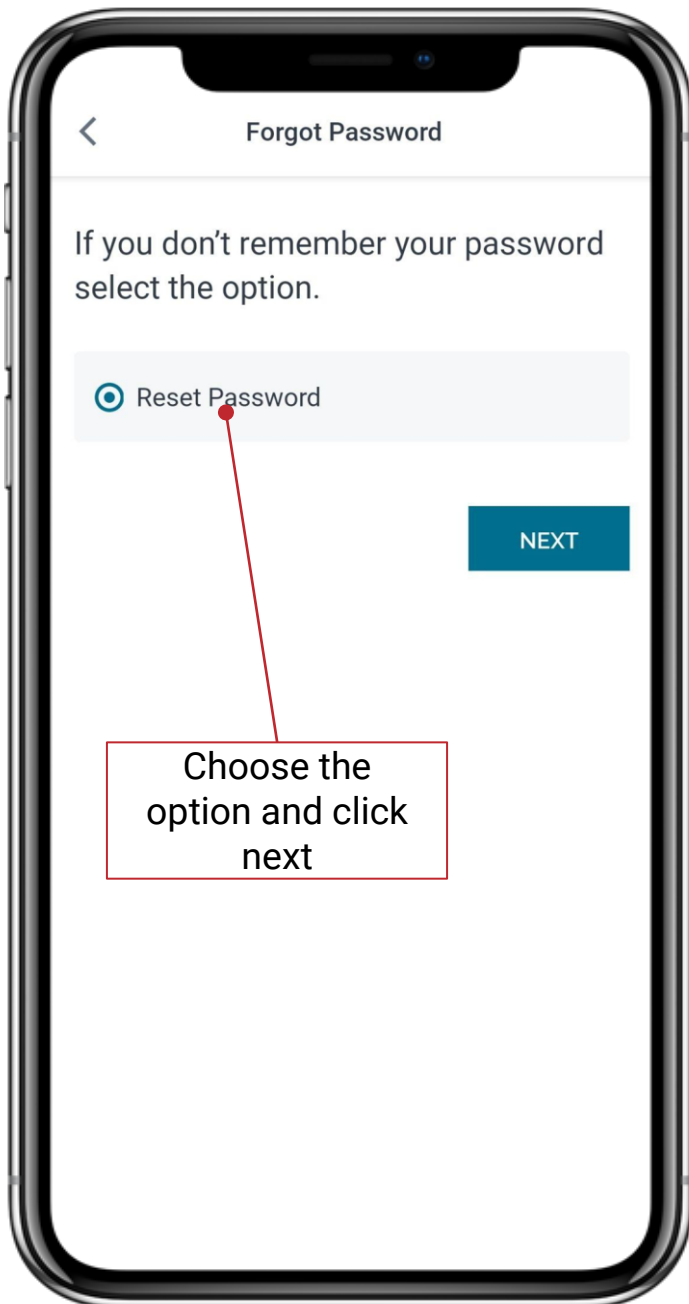 Forgot Password
If you don’t remember your password
select the option.
Reset Password
NEXT
Choose the
option and click
next